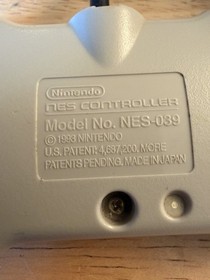 Nintendo
NES CONTROLLER
Model No. NES-039
© 1993 NINTENDO
U.S. PATENT: 4,687,200, MORE
PATENTS PENDING, MADE IN JAPAN